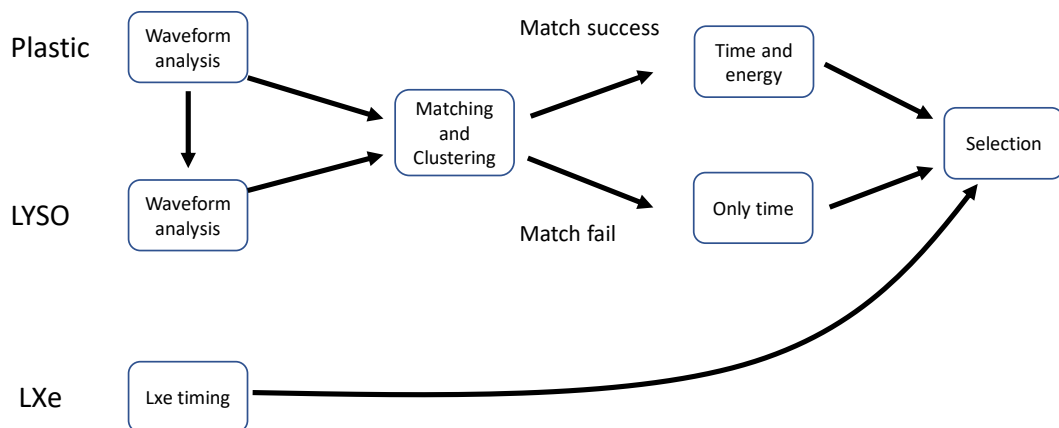 Plastic
Waveform
analysis
Match success
Time and
energy
Matching
and
Clustering
Selection
LYSO
Waveform
analysis
Only time
Match fail
LXe
Lxe timing